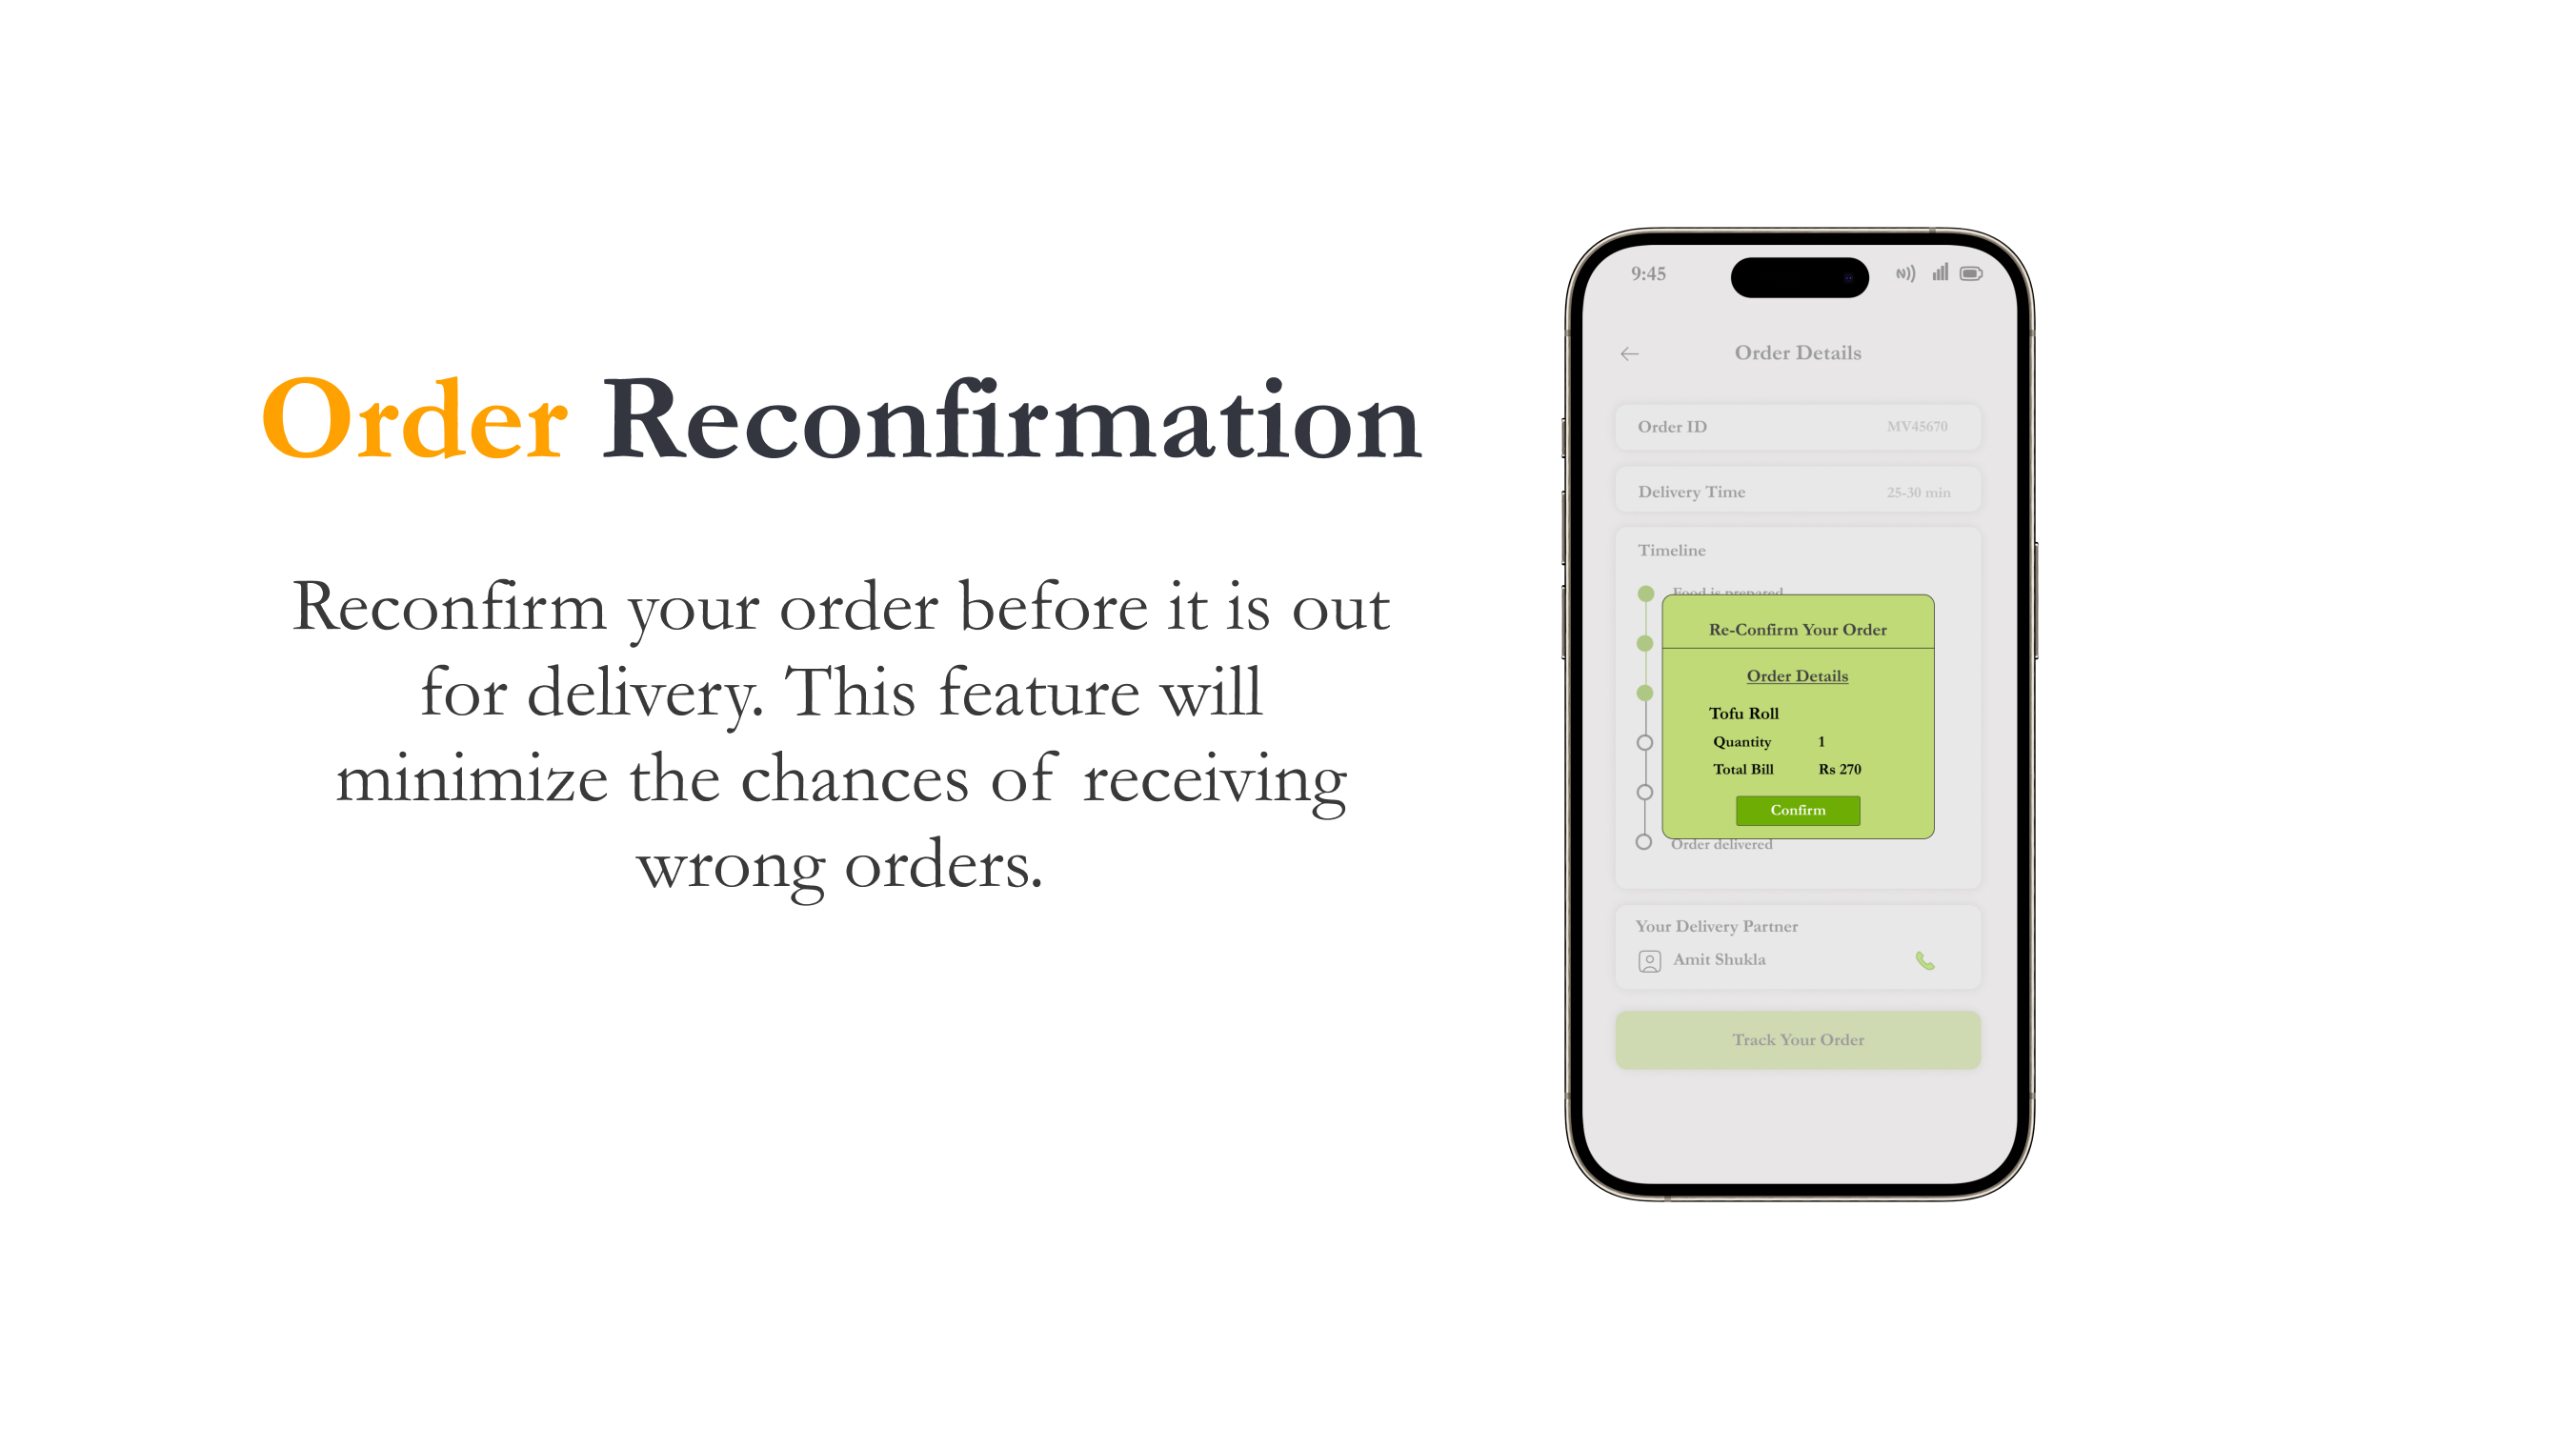 Order Reconfirmation
Reconfirm your order before it is out
for delivery. This feature will
minimize the chances of receiving
wrong orders.
9:45
Order Details
Order ID MV45670
Delivery Time 25-30 min
Timeline
Food is prepared
Re-Confirm Your Order
Order Details
Tofu Roll
Quantity 1
Total Bill Rs 270
Confirm
Order delivered
Your Delivery Partner
Amit Shukla
Track Your Order